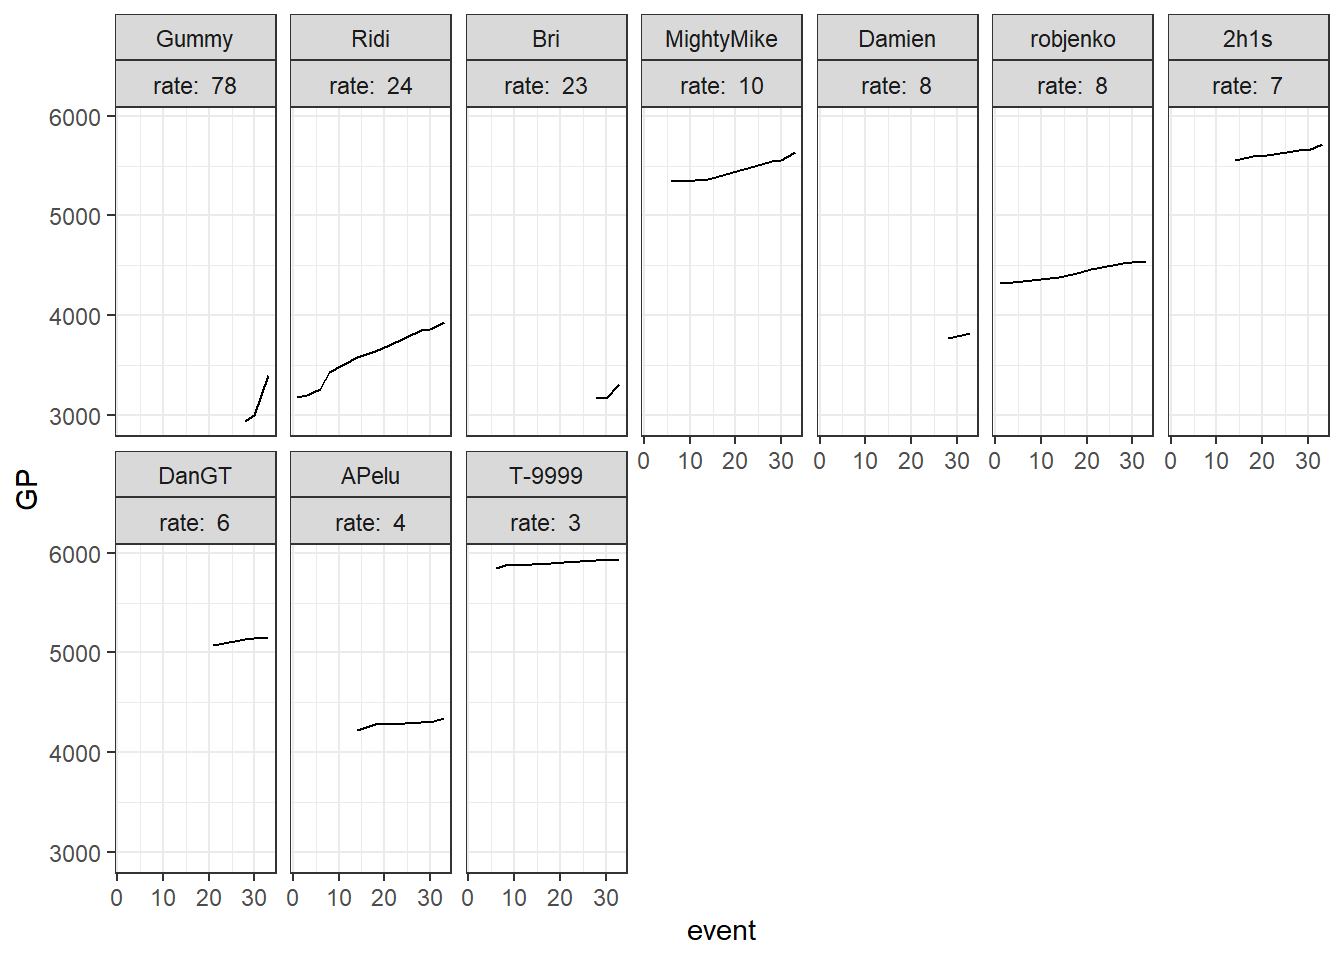 Gummy Ridi Bri MightyMike Damien robjenko 2h1s
rate: 78 rate: 24 rate: 23 rate: 10 rate: 8 rate: 8 rate: 7
6000
5000
4000
3000
0 10 20 30 0 10 20 30 0 10 20 30 0 10 20 30
DanGT APelu T-9999
rate: 6 rate: 4 rate: 3
6000
5000
4000
3000
0 10 20 30 0 10 20 30 0 10 20 30
GP
event